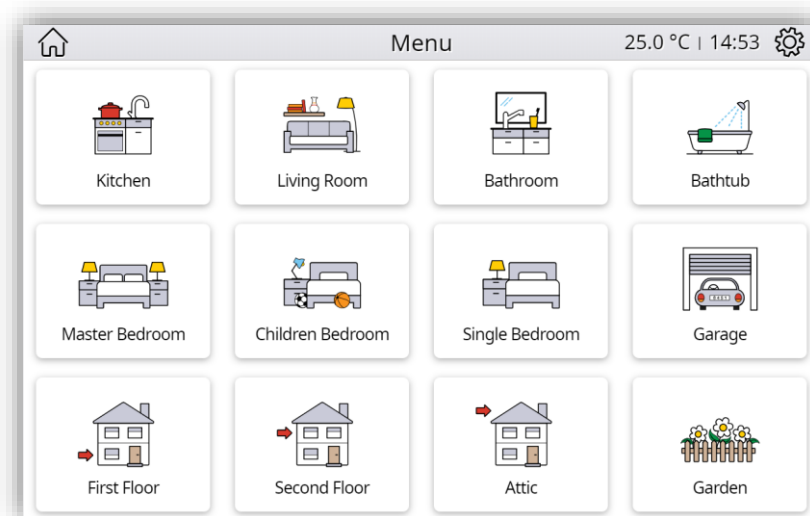 Menu 25.0 °C | 14:53
Kitchen Living Room Bathroom Bathtub
Master Bedroom Children Bedroom Single Bedroom Garage
First Floor Second Floor Attic Garden